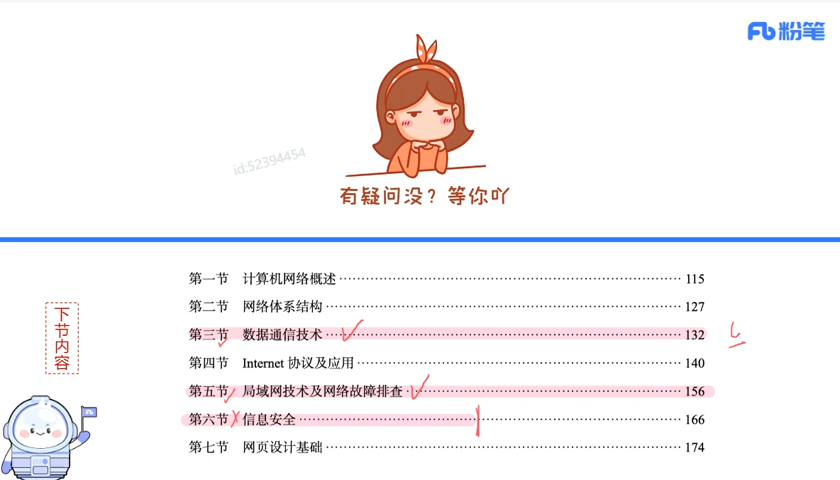 粉笔
id:52394454
有疑问没？等你吖
下节内容
第一节 计算机网络概述 115
第二节 网络体系结构 127
第三节 数据通信技术 132
第四节 Internet 协议及应用 140
第五节 局域网技术及网络故障排查 156
第六节 信息安全 166
第七节 网页设计基础 174